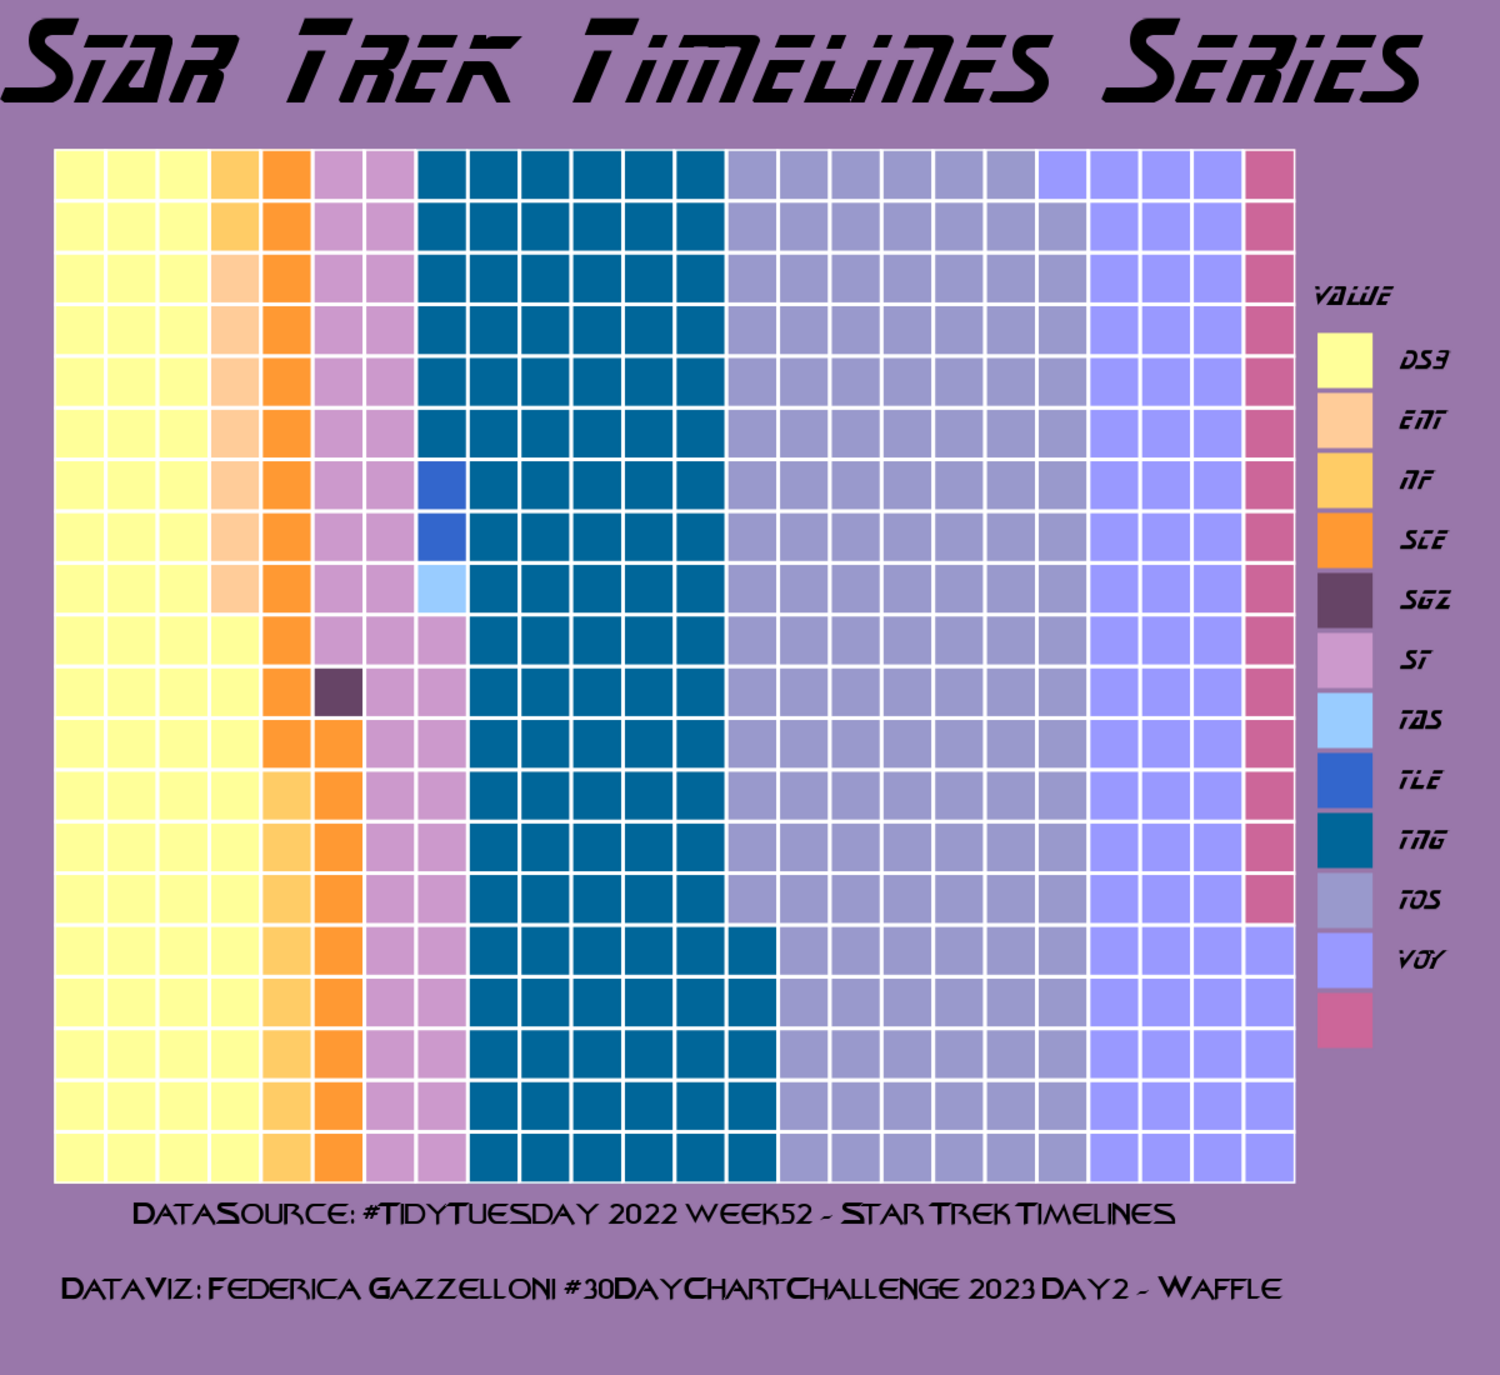 Star Trek Timelines Series
VALUE
DS9
ENT
NF
SCE
SGZ
ST
TAS
TLE
TNG
TOS
VOY
DataSource: #TidyTuesday 2022 week52 - Star Trek Timelines
DataViz: Federica Gazzelloni #30DayChartChallenge 2023 Day2 - Waffle